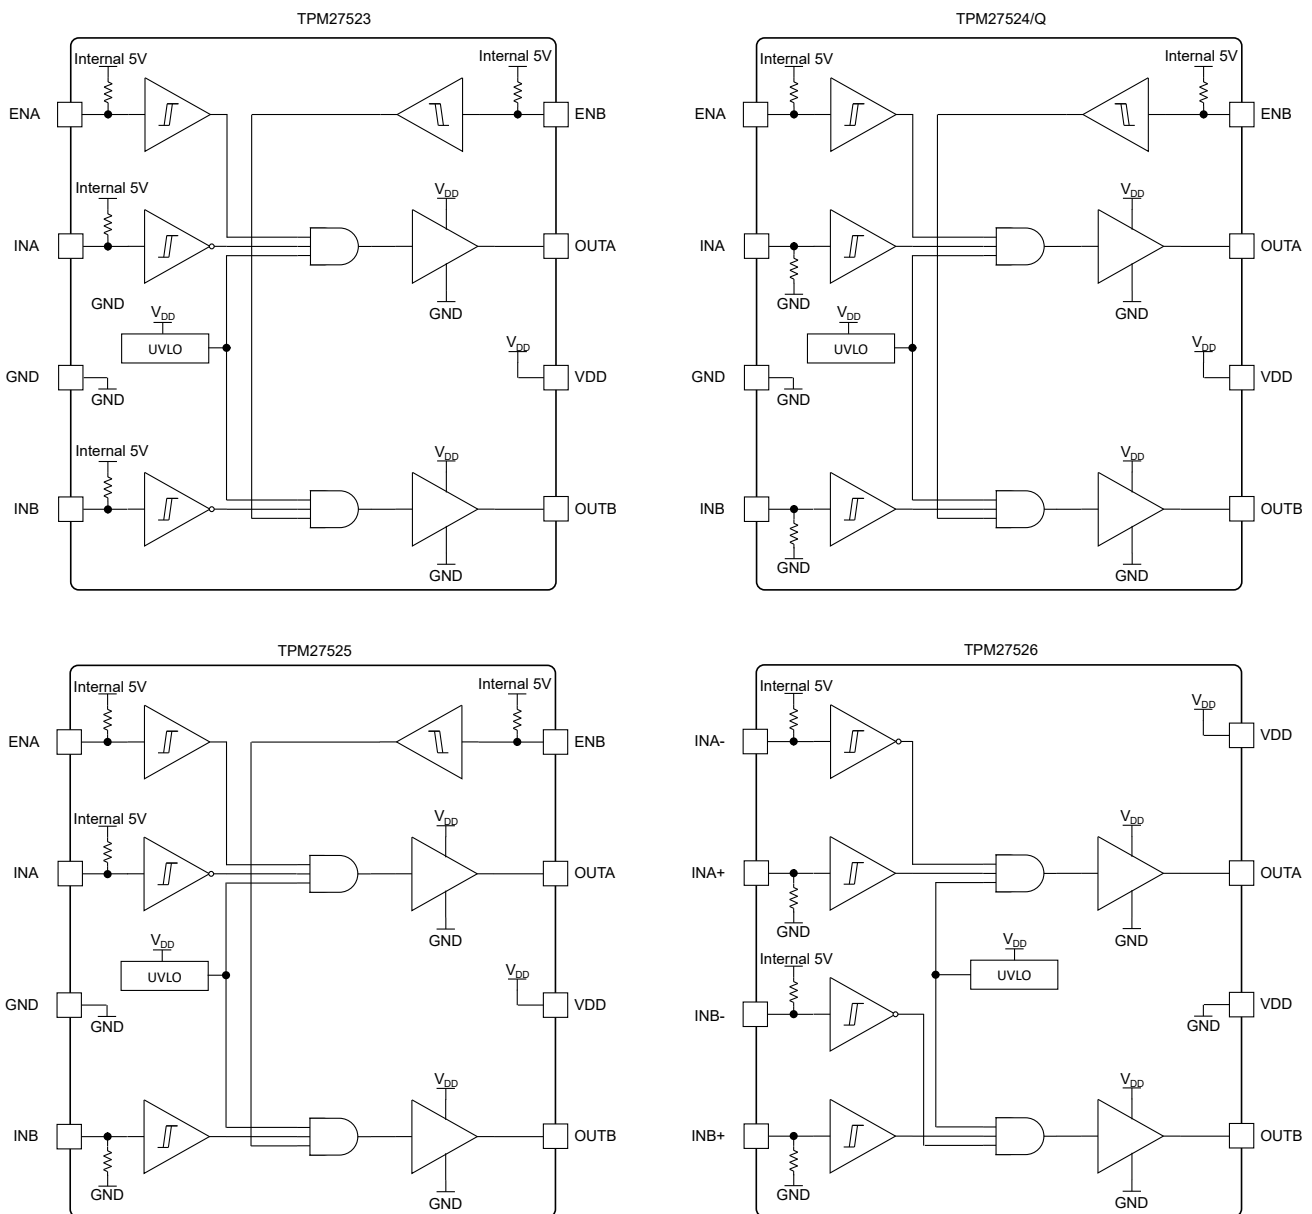 TPM27523
Internal 5V
Internal 5V
ENA
ENB
Internal 5V
VDD
INA
OUTA
GND
GND
VDD
UVLO
VDD
GND
GND
VDD
Internal 5V
VDD
INB
OUTB
GND
TPM27524/Q
Internal 5V
Internal 5V
ENA
ENB
VDD
INA
OUTA
GND
GND
VDD
UVLO
VDD
GND
GND
VDD
VDD
INB
OUTB
GND
GND
TPM27525
Internal 5V
Internal 5V
ENA
ENB
Internal 5V
VDD
INA
OUTA
GND
VDD
UVLO
VDD
GND
GND
VDD
VDD
INB
OUTB
GND
GND
TPM27526
Internal 5V
VDD
INA-
VDD
VDD
INA+
OUTA
GND
GND
VDD
Internal 5V
UVLO
INB-
GND
VDD
VDD
INB+
OUTB
GND
GND